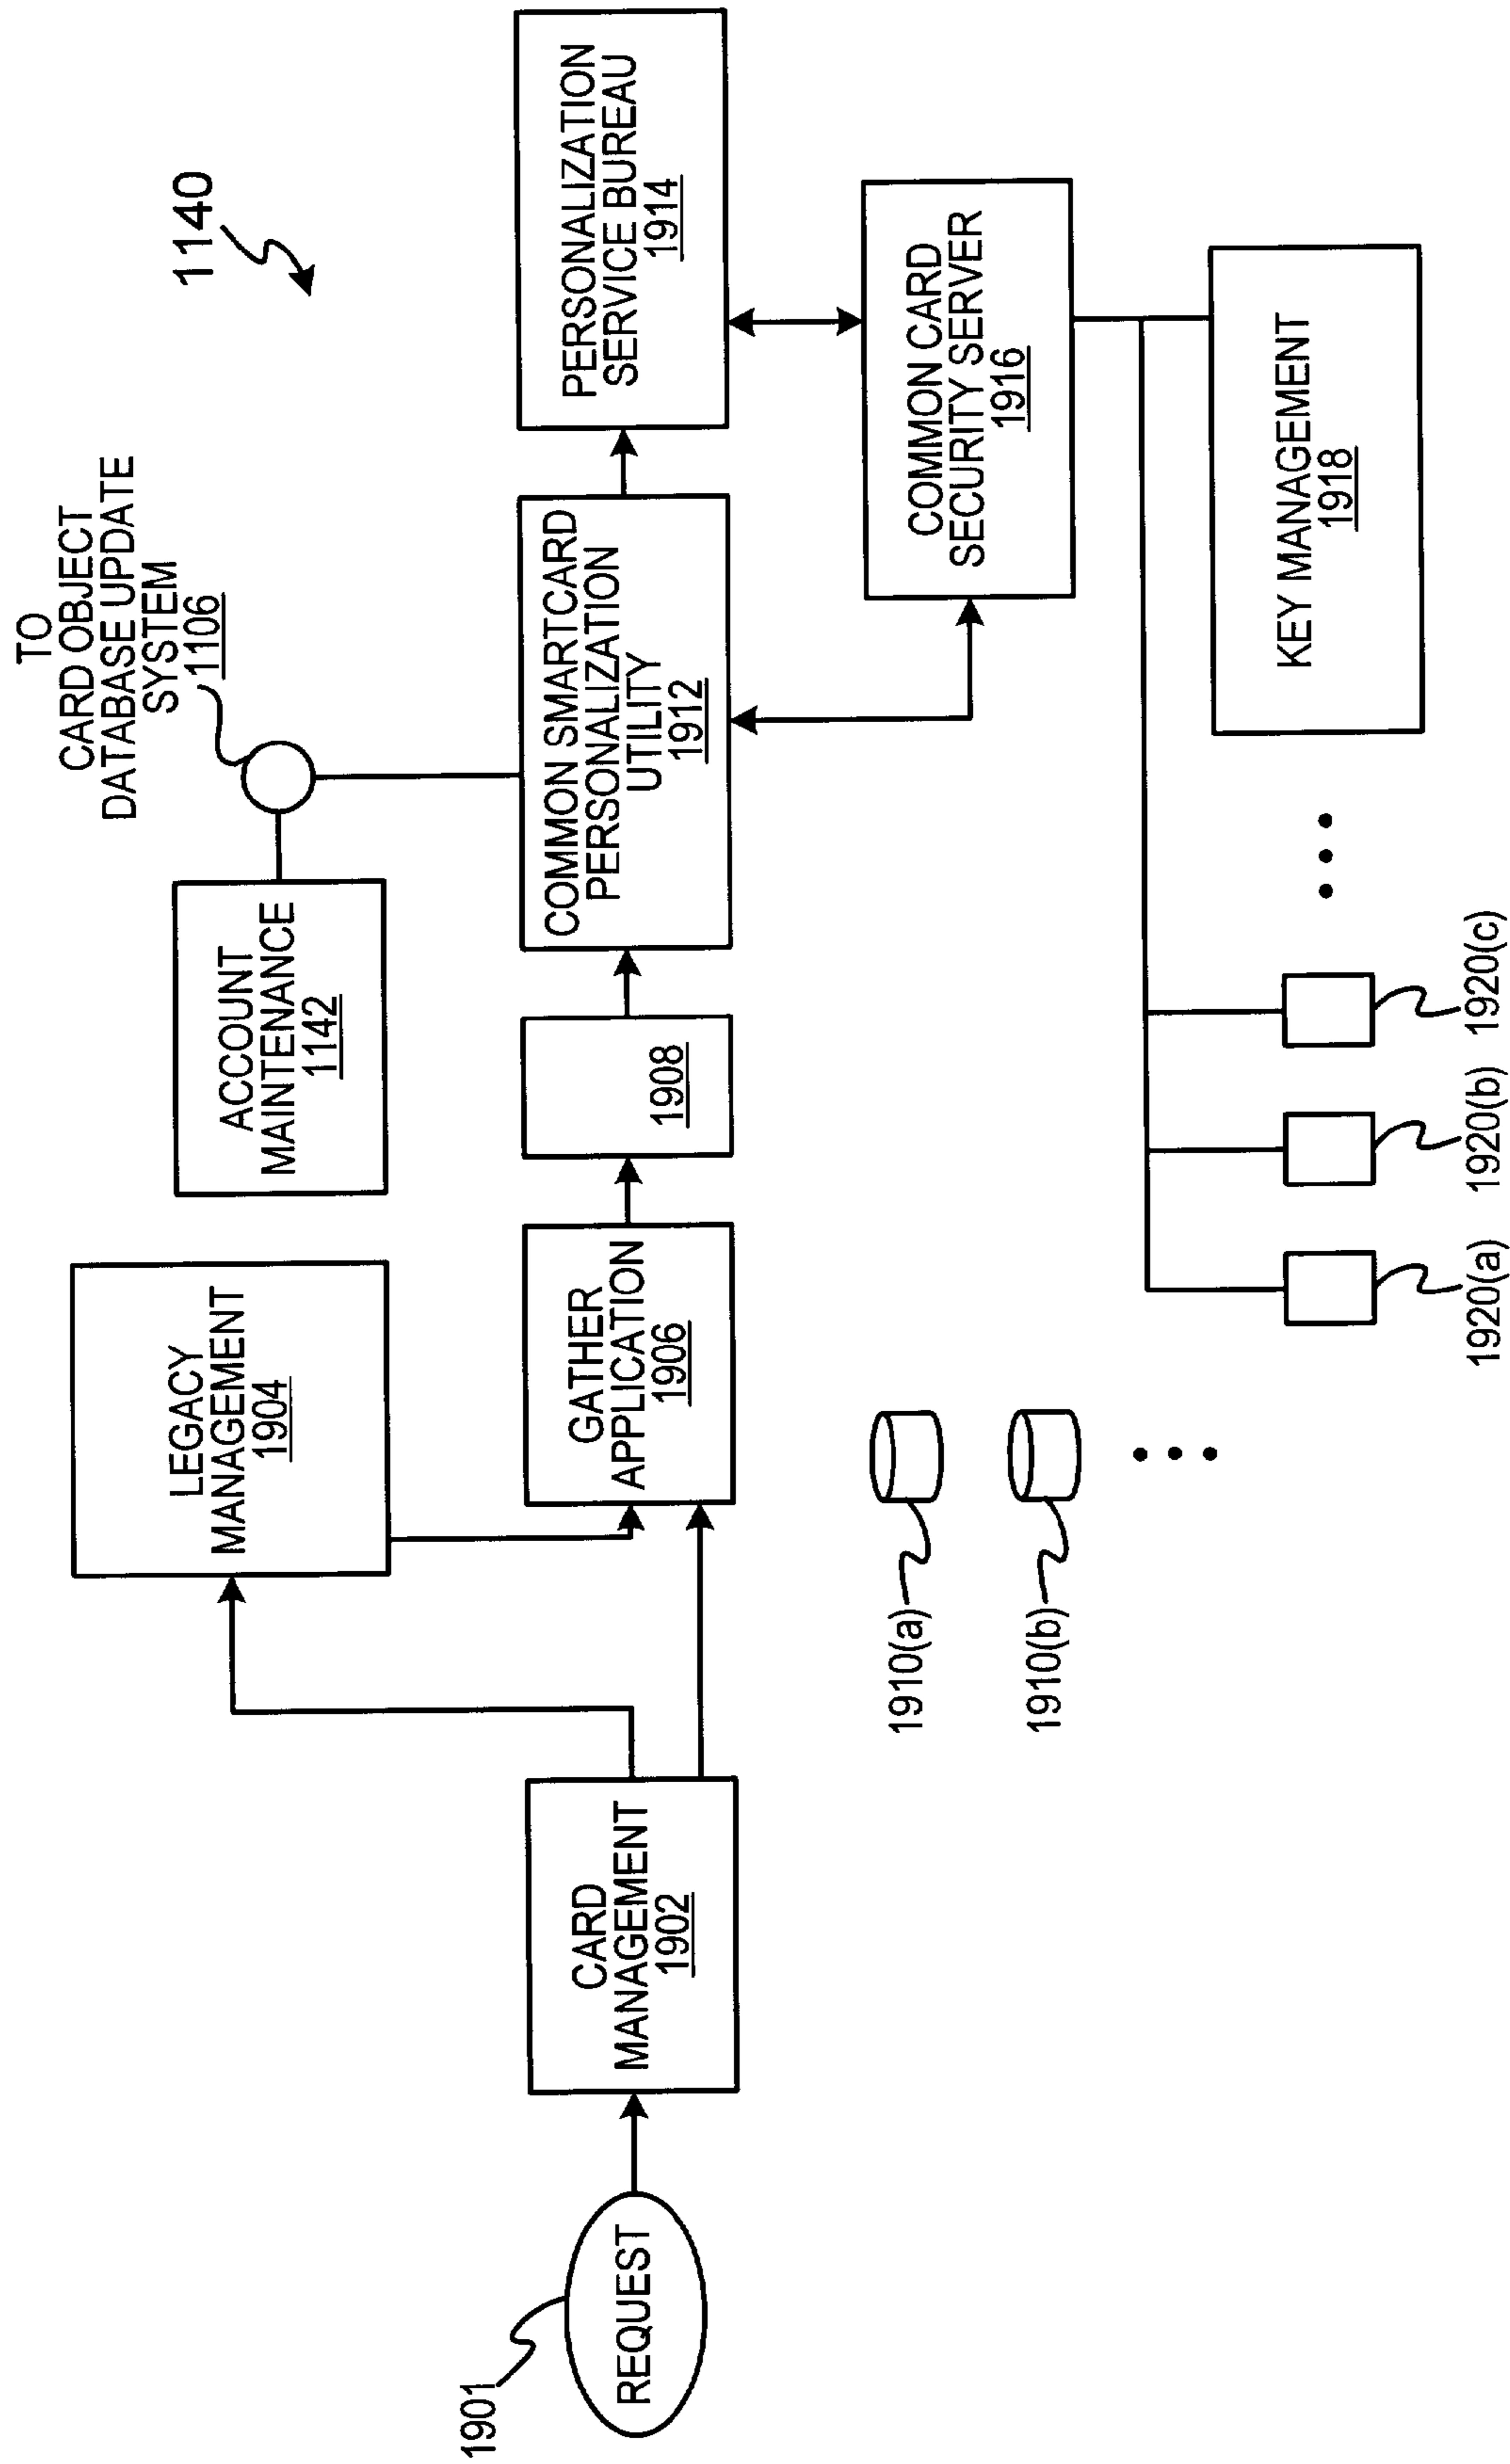 1140
TO
CARD OBJECT
DATABASE UPDATE
SYSTEM
1106
ACCOUNT
MAINTENANCE
1142
LEGACY
MANAGEMENT
1904
1901
REQUEST
CARD
MANAGEMENT
1902
GATHER
APPLICATION
1906
1908
COMMON SMARTCARD
PERSONALIZATION
UTILITY
1912
PERSONALIZATION
SERVICE BUREAU
1914
1910(a)
1910(b)
COMMON CARD
SECURITY SERVER
1916
KEY MANAGEMENT
1918
1920(a)
1920(b)
1920(c)